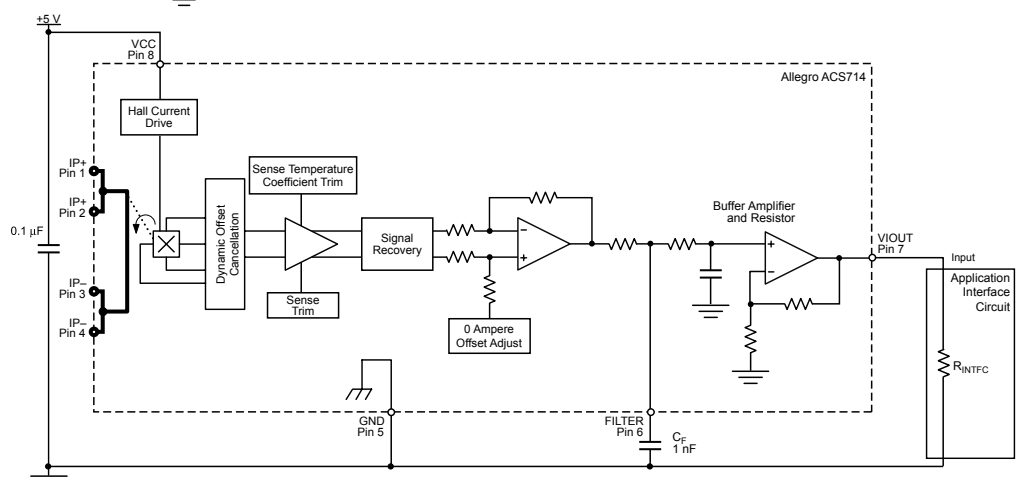 +5 V
VCC
Pin 8
Allegro ACS714
Hall Current
Drive
IP+
Pin 1
IP+
Pin 2
0.1 μF
IP–
Pin 3
IP–
Pin 4
Dynamic Offset
Cancellation
Sense Temperature
Coefficient Trim
Sense
Trim
Signal
Recovery
0 Ampere
Offset Adjust
Buffer Amplifier
and Resistor
VIOUT
Pin 7
Input
Application
Interface
Circuit
RINTFC
GND
Pin 5
FILTER
Pin 6
CF
1 nF